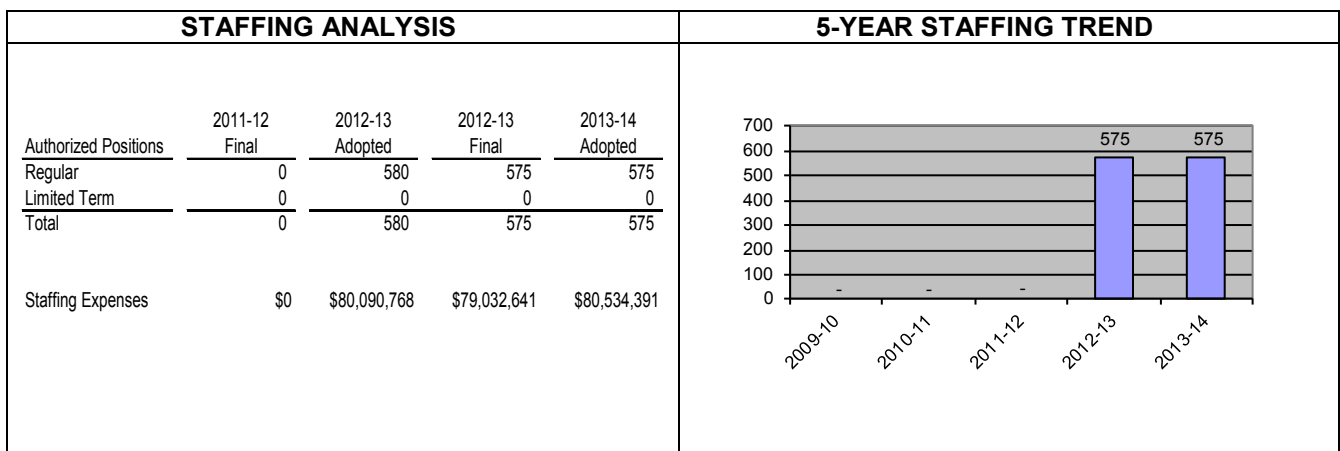 STAFFING ANALYSIS
5-YEAR STAFFING TREND
2011-12 2012-13 2012-13 2013-14
Authorized Positions Final Adopted Final Adopted
Regular 0 580 575 575
Limited Term 0 0 0 0
Total 0 580 575 575
Staffing Expenses $0 $80,090,768 $79,032,641 $80,534,391
700
600
500
400
300
200
100
0
- - - 575 575
2009-10 2010-11 2011-12 2012-13 2013-14